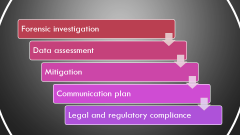 Forensic investigation
Data assessment
Mitigation
Communication plan
Legal and regulatory compliance